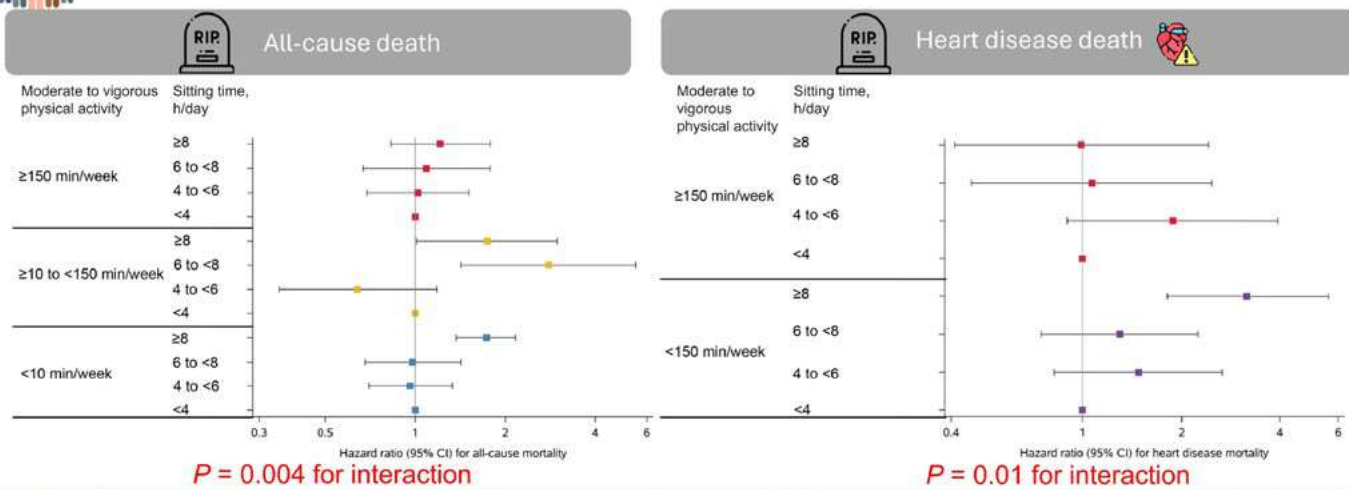 RIP.
All-cause death
Moderate to vigorous
physical activity
Sitting time,
h/day
≥150 min/week
≥8
6 to <8
4 to <6
<4
≥10 to <150 min/week
≥8
6 to <8
4 to <6
<4
<10 min/week
≥8
6 to <8
4 to <6
<4
0.3 0.5 1 2 4 6
Hazard ratio (95% CI) for all-cause mortality
P = 0.004 for interaction
RIP.
Heart disease death
Moderate to
vigorous
physical activity
Sitting time,
h/day
≥150 min/week
≥8
6 to <8
4 to <6
<4
<150 min/week
≥8
6 to <8
4 to <6
<4
0.4 1 2 4 6
Hazard ratio (95% CI) for heart disease mortality
P = 0.01 for interaction